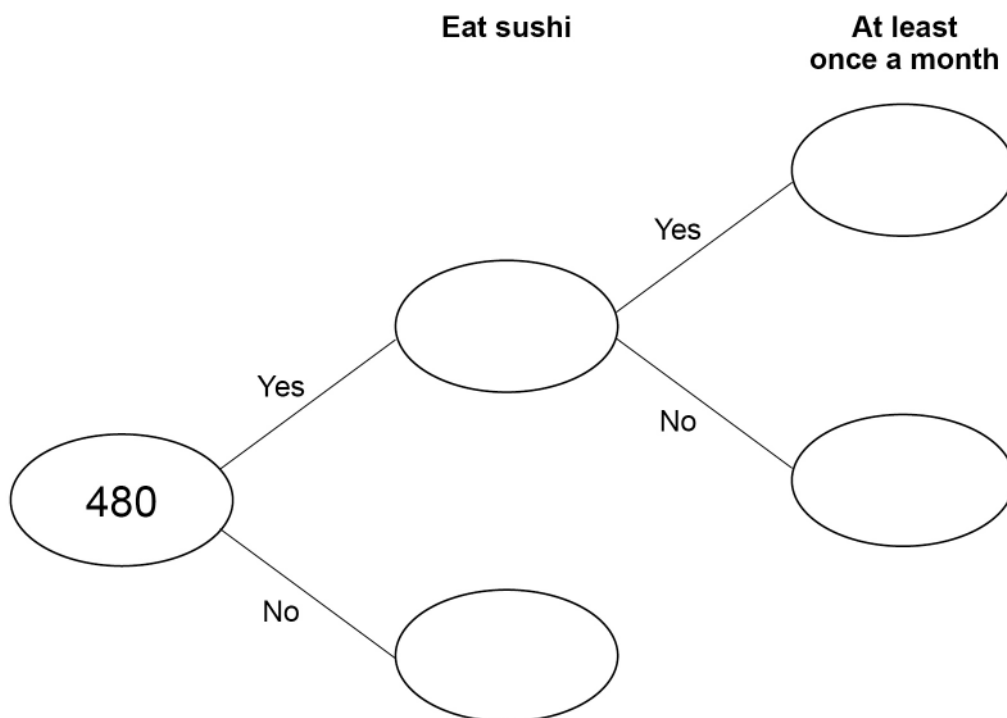 Eat sushi
At least
once a month
Yes
Yes
No
480
No